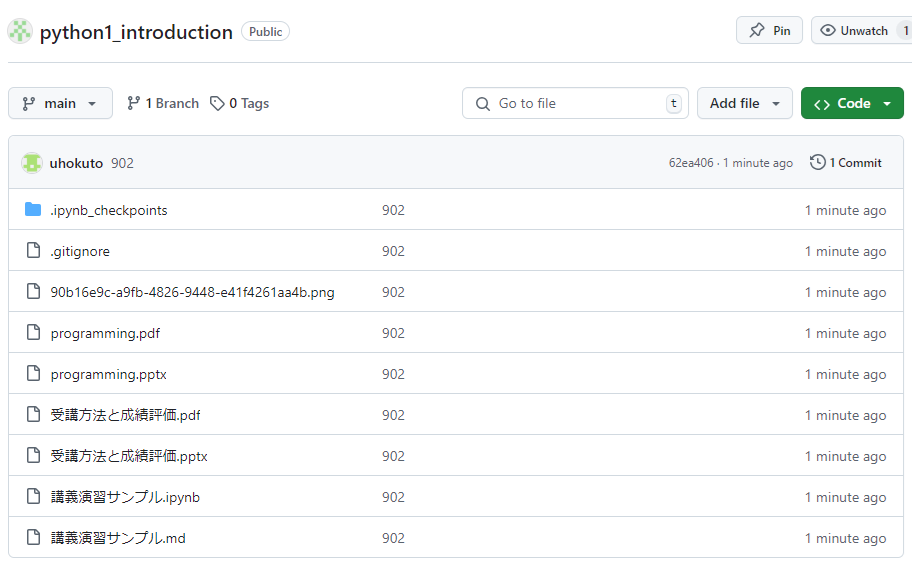 python1_introduction Public Pin Unwatch 1
main 1 Branch 0 Tags Go to file t Add file Code
uhokuto 902 62ea406 · 1 minute ago 1 Commit
.ipynb_checkpoints 902 1 minute ago
.gitignore 902 1 minute ago
90b16e9c-a9fb-4826-9448-e41f4261aa4b.png 902 1 minute ago
programming.pdf 902 1 minute ago
programming.pptx 902 1 minute ago
受講方法と成績評価.pdf 902 1 minute ago
受講方法と成績評価.pptx 902 1 minute ago
講義演習サンプル.ipynb 902 1 minute ago
講義演習サンプル.md 902 1 minute ago